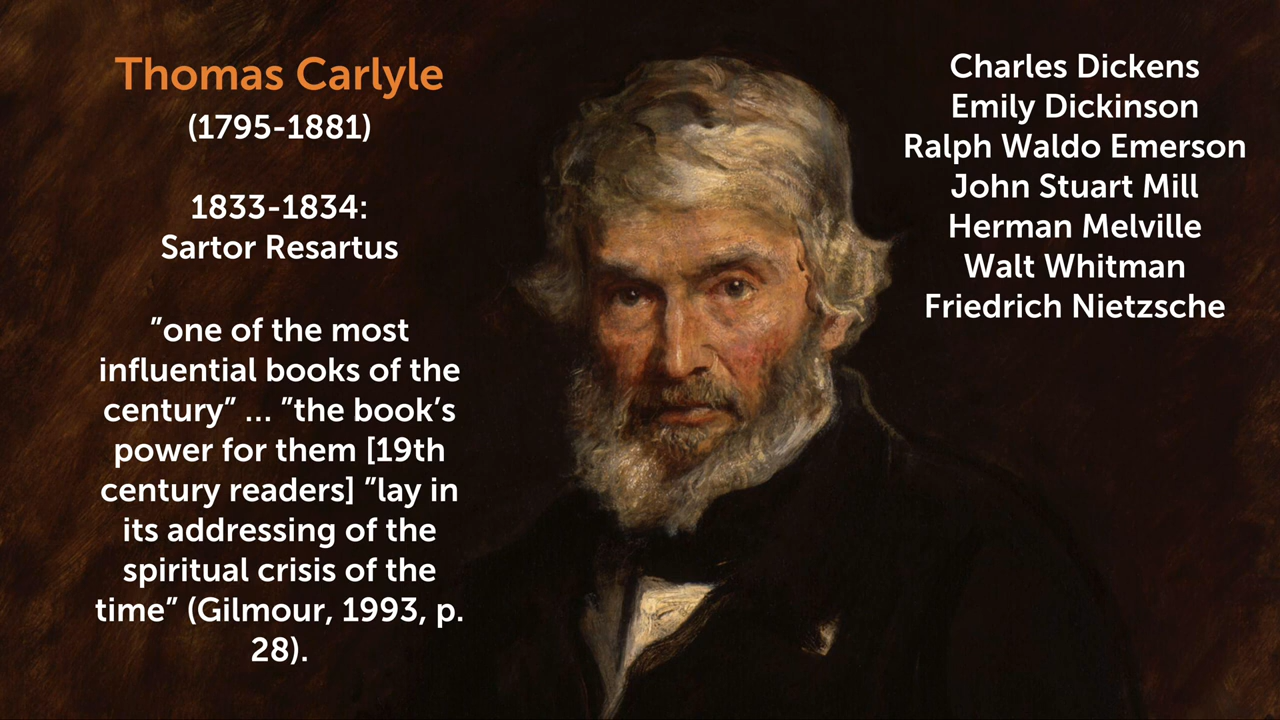 Thomas Carlyle
(1795-1881)
1833-1834:
Sartor Resartus
”one of the most
influential books of the
century” ... ”the book’s
power for them [19th
century readers] ”lay in
its addressing of the
spiritual crisis of the
time” (Gilmour, 1993, p.
28).
Charles Dickens
Emily Dickinson
Ralph Waldo Emerson
John Stuart Mill
Herman Melville
Walt Whitman
Friedrich Nietzsche